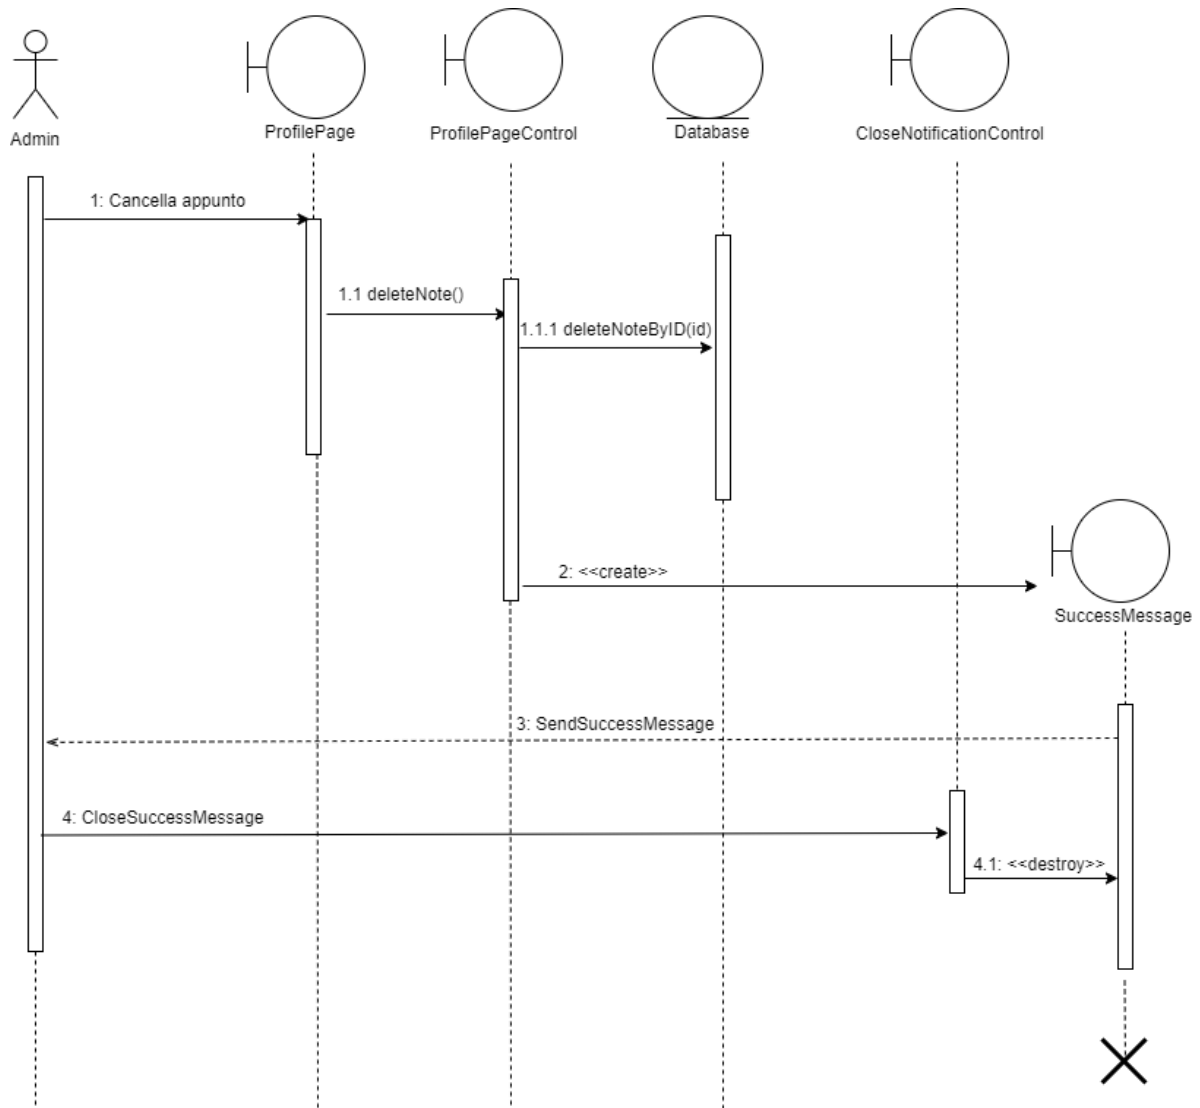 Admin
ProfilePage
ProfilePageControl
Database
CloseNotificationControl
1: Cancella appunto
1.1 deleteNote()
1.1.1 deleteNoteByID(id)
2: <<create>>
SuccessMessage
3: SendSuccessMessage
4: CloseSuccessMessage
4.1: <<destroy>>